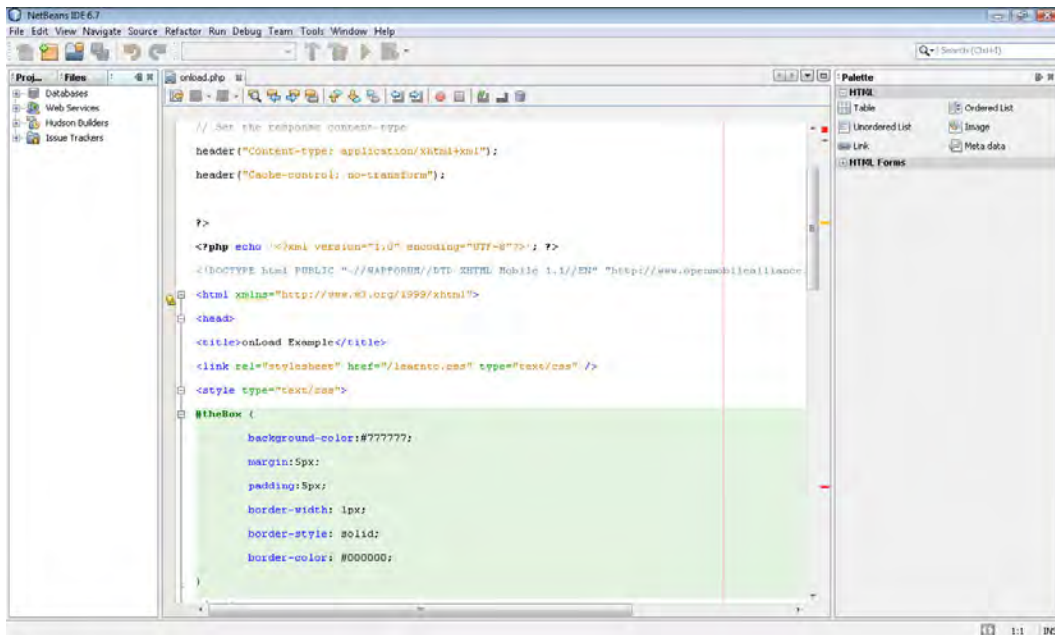 NetBeans IDE 6.7
File Edit View Navigate Source Refactor Run Debug Team Tools Window Help
Search (Ctrl+I)
Proj... Files
Databases
Web Services
Hudson Builders
Issue Trackers
onload.php
// Set the response content-type
header("Content-type: application/xhtml+xml");
header("Cache-control: no-transform");
?>
<?php echo '<?xml version="1.0" encoding="UTF-8"?>'; ?>
<!DOCTYPE html PUBLIC "-//WAPFORUM//DTD XHTML Mobile 1.1//EN" "http://www.openmobilealliance.
<html xmlns="http://www.w3.org/1999/xhtml">
<head>
<title>onLoad Example</title>
<link rel="stylesheet" href="/learnto.css" type="text/css" />
<style type="text/css">
#theBox {
background-color:#777777;
margin:5px;
padding:5px;
border-width: 1px;
border-style: solid;
border-color: #000000;
}
Palette
HTML
Table
Ordered List
Unordered List
Image
Link
Meta data
HTML Forms
1:1 INS